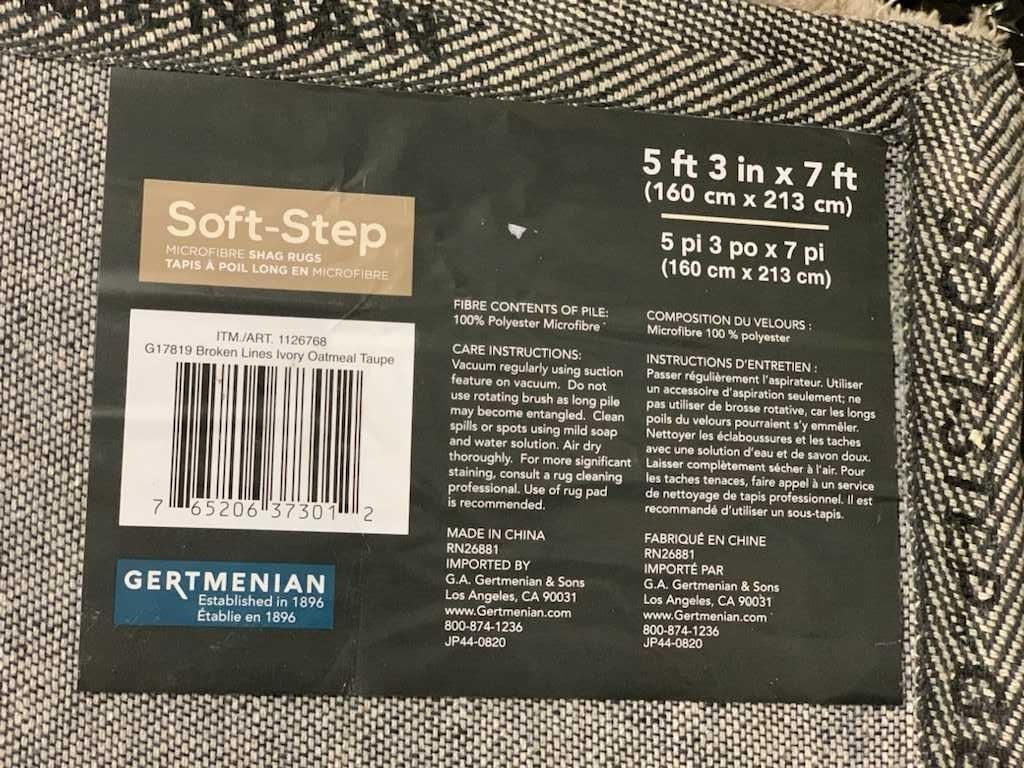 Soft-Step
MICROFIBRE SHAG RUGS
TAPIS À POIL LONG EN MICROFIBRE
ITM./ART. 1126768
G17819 Broken Lines Ivory Oatmeal Taupe
7 65206 37301 2
GERTMENIAN
Established in 1896
Établie en 1896
5 ft 3 in x 7 ft
(160 cm x 213 cm)
5 pi 3 po x 7 pi
(160 cm x 213 cm)
FIBRE CONTENTS OF PILE:
100% Polyester Microfibre
CARE INSTRUCTIONS:
Vacuum regularly using suction
feature on vacuum. Do not
use rotating brush as long pile
may become entangled. Clean
spills or spots using mild soap
and water solution. Air dry
thoroughly. For more significant
staining, consult a rug cleaning
professional. Use of rug pad
is recommended.
MADE IN CHINA
RN26881
IMPORTED BY
G.A. Gertmenian & Sons
Los Angeles, CA 90031
www.Gertmenian.com
800-874-1236
JP44-0820
COMPOSITION DU VELOURS :
Microfibre 100 % polyester
INSTRUCTIONS D'ENTRETIEN :
Passer régulièrement l'aspirateur. Utiliser
un accessoire d'aspiration seulement; ne
pas utiliser de brosse rotative, car les longs
poils du velours pourraient s'y emmêler.
Nettoyer les éclaboussures et les taches
avec une solution d'eau et de savon doux.
Laisser complètement sécher à l'air. Pour
les taches tenaces, faire appel à un service
de nettoyage de tapis professionnel. Il est
recommandé d'utiliser un sous-tapis.
FABRIQUÉ EN CHINE
RN26881
IMPORTÉ PAR
G.A. Gertmenian & Sons
Los Angeles, CA 90031
www.Gertmenian.com
800-874-1236
JP44-0820